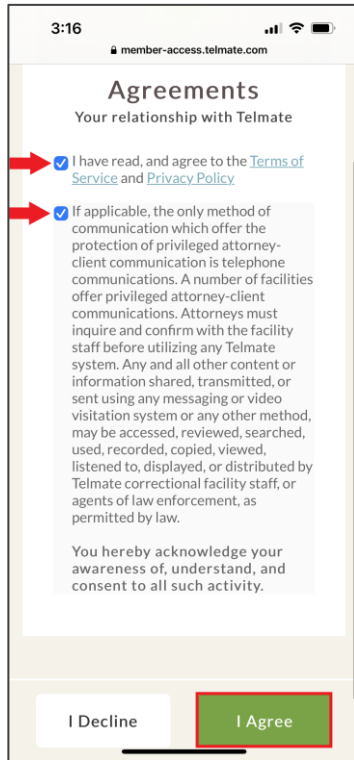 3:16
member-access.telmate.com
Agreements
Your relationship with Telmate
I have read, and agree to the Terms of
Service and Privacy Policy
If applicable, the only method of
communication which offer the
protection of privileged attorney-
client communication is telephone
communications. A number of facilities
offer privileged attorney-client
communications. Attorneys must
inquire and confirm with the facility
staff before utilizing any Telmate
system. Any and all other content or
information shared, transmitted, or
sent using any messaging or video
visitation system or any other method,
may be accessed, reviewed, searched,
used, recorded, copied, viewed,
listened to, displayed, or distributed by
Telmate correctional facility staff, or
agents of law enforcement, as
permitted by law.
You hereby acknowledge your
awareness of, understand, and
consent to all such activity.
I Decline
I Agree